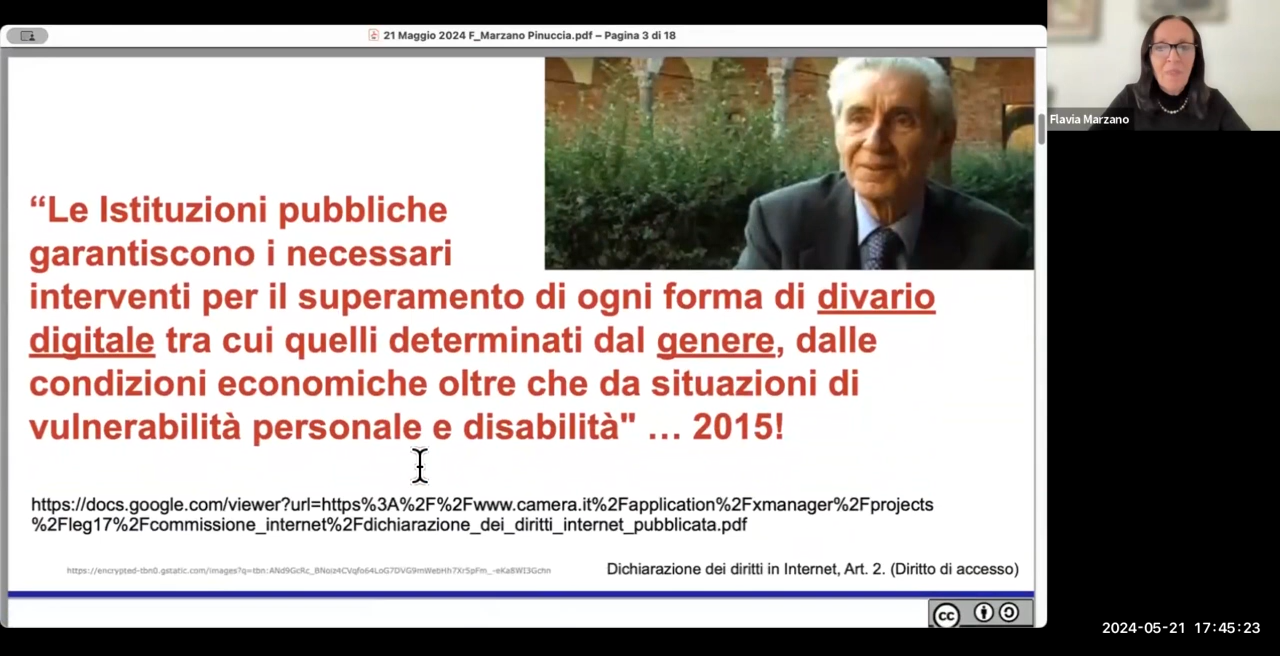 21 Maggio 2024 F_Marzano Pinuccia.pdf – Pagina 3 di 18
Flavia Marzano
“Le Istituzioni pubbliche
garantiscono i necessari
interventi per il superamento di ogni forma di divario
digitale tra cui quelli determinati dal genere, dalle
condizioni economiche oltre che da situazioni di
vulnerabilità personale e disabilità" … 2015!
https://docs.google.com/viewer?url=https%3A%2F%2Fwww.camera.it%2Fapplication%2Fxmanager%2Fprojects
%2Fleg17%2Fcommissione_internet%2Fdichiarazione_dei_diritti_internet_pubblicata.pdf
Dichiarazione dei diritti in Internet, Art. 2. (Diritto di accesso)
cc
2024-05-21 17:45:23